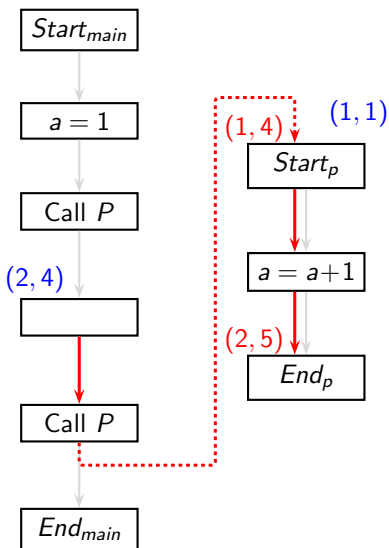 Start_main
a = 1
Call P
(2, 4)
Call P
End_main
(1, 4)
(1, 1)
Start_p
a = a+1
(2, 5)
End_p